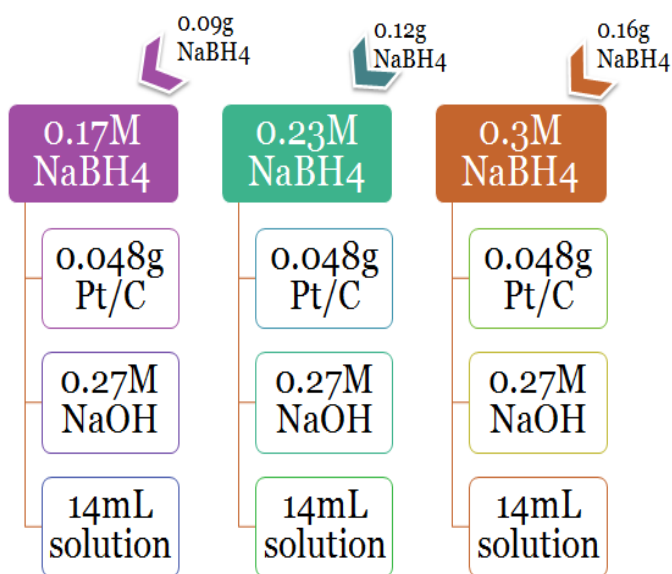 0.09g
NaBH4
0.12g
NaBH4
0.16g
NaBH4
0.17M
NaBH4
0.048g
Pt/C
0.27M
NaOH
14mL
solution
0.23M
NaBH4
0.048g
Pt/C
0.27M
NaOH
14mL
solution
0.3M
NaBH4
0.048g
Pt/C
0.27M
NaOH
14mL
solution